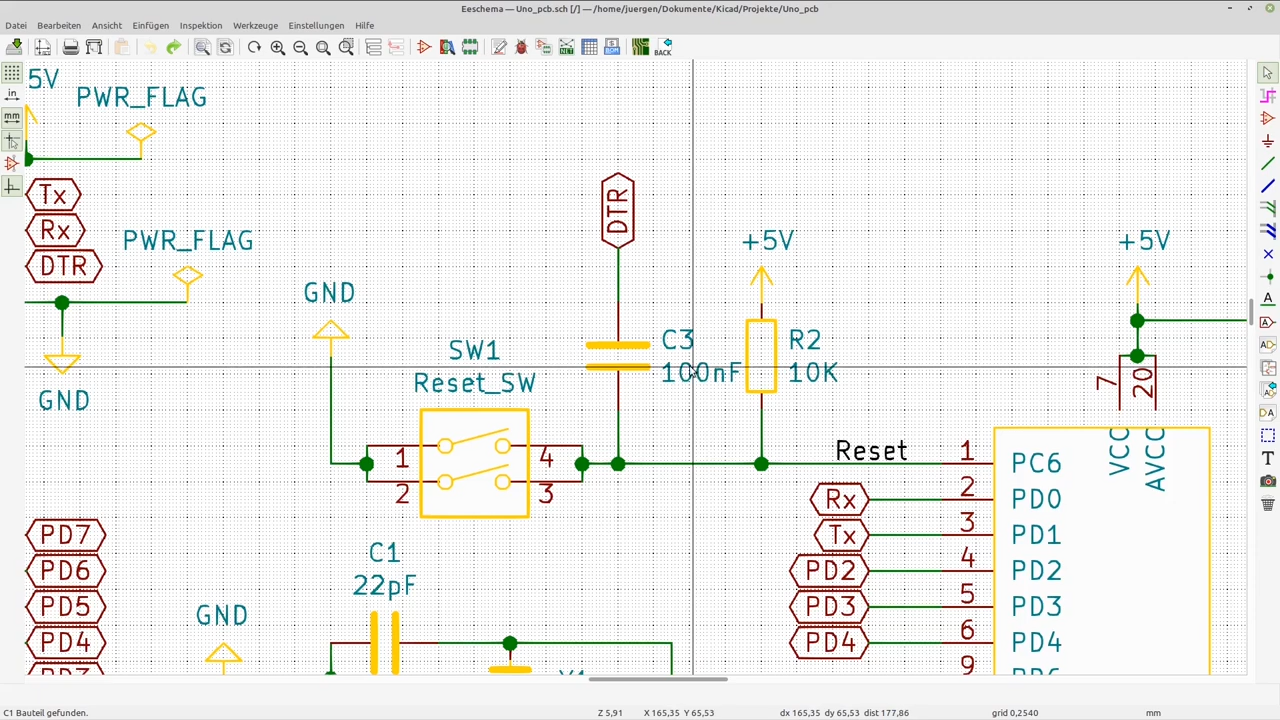 Eeschema — Uno_pcb.sch [/] — /home/juergen/Dokumente/Kicad/Projekte/Uno_pcb
Datei Bearbeiten Ansicht Einfügen Inspektion Werkzeuge Einstellungen Hilfe
BOM BACK
in
mm
5V
PWR_FLAG
Tx
Rx
DTR
PWR_FLAG
GND
GND
DTR
+5V
+5V
C3
100nF
R2
10K
SW1
Reset_SW
1
2
4
3
7
20
VCC
AVCC
Reset
1 PC6
Rx 2 PD0
Tx 3 PD1
PD2 4 PD2
PD3 5 PD3
PD4 6 PD4
9
PD7
PD6
PD5
PD4
GND
C1
22pF
C1 Bauteil gefunden.
Z 5,91
X 165,35 Y 65,53
dx 165,35 dy 65,53 dist 177,86
grid 0,2540
mm